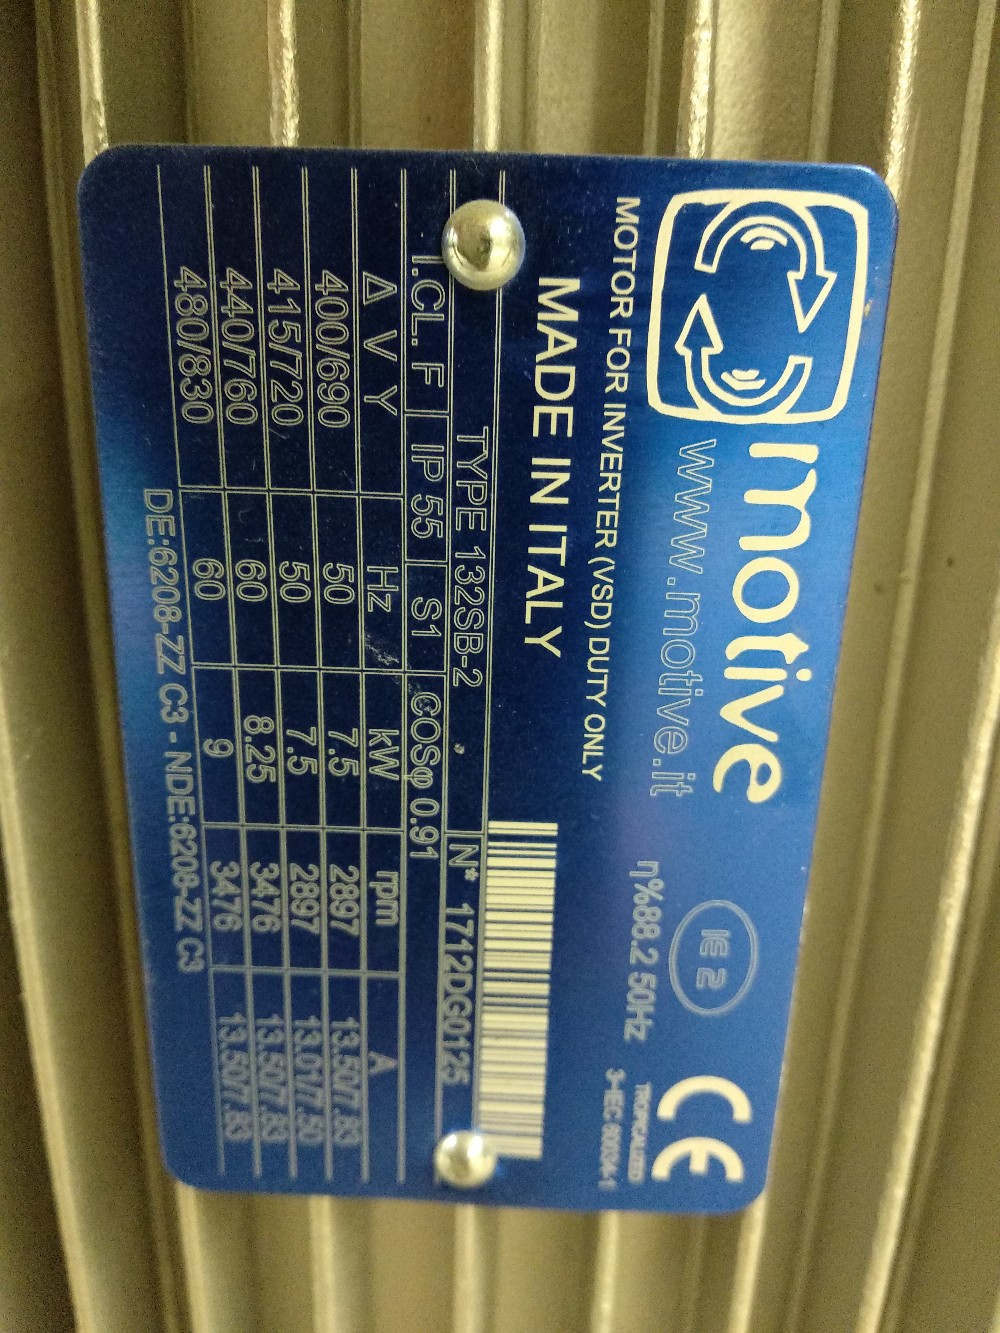 motive
www.motive.it
IE2
η%88.2 50Hz
CE
TROPICALIZED
3~IEC 60034-1
MOTOR FOR INVERTER (VSD) DUTY ONLY
MADE IN ITALY
TYPE 132SB-2 N* 1712DG0125
I.CL. F IP 55 S1 COSφ 0.91
Δ V Y Hz kW rpm A
400/690 50 7.5 2897 13.50/7.83
415/720 50 7.5 2897 13.01/7.50
440/760 60 8.25 3476 13.50/7.83
480/830 60 9 3476 13.50/7.83
DE:6208-ZZ C3 - NDE:6208-ZZ C3